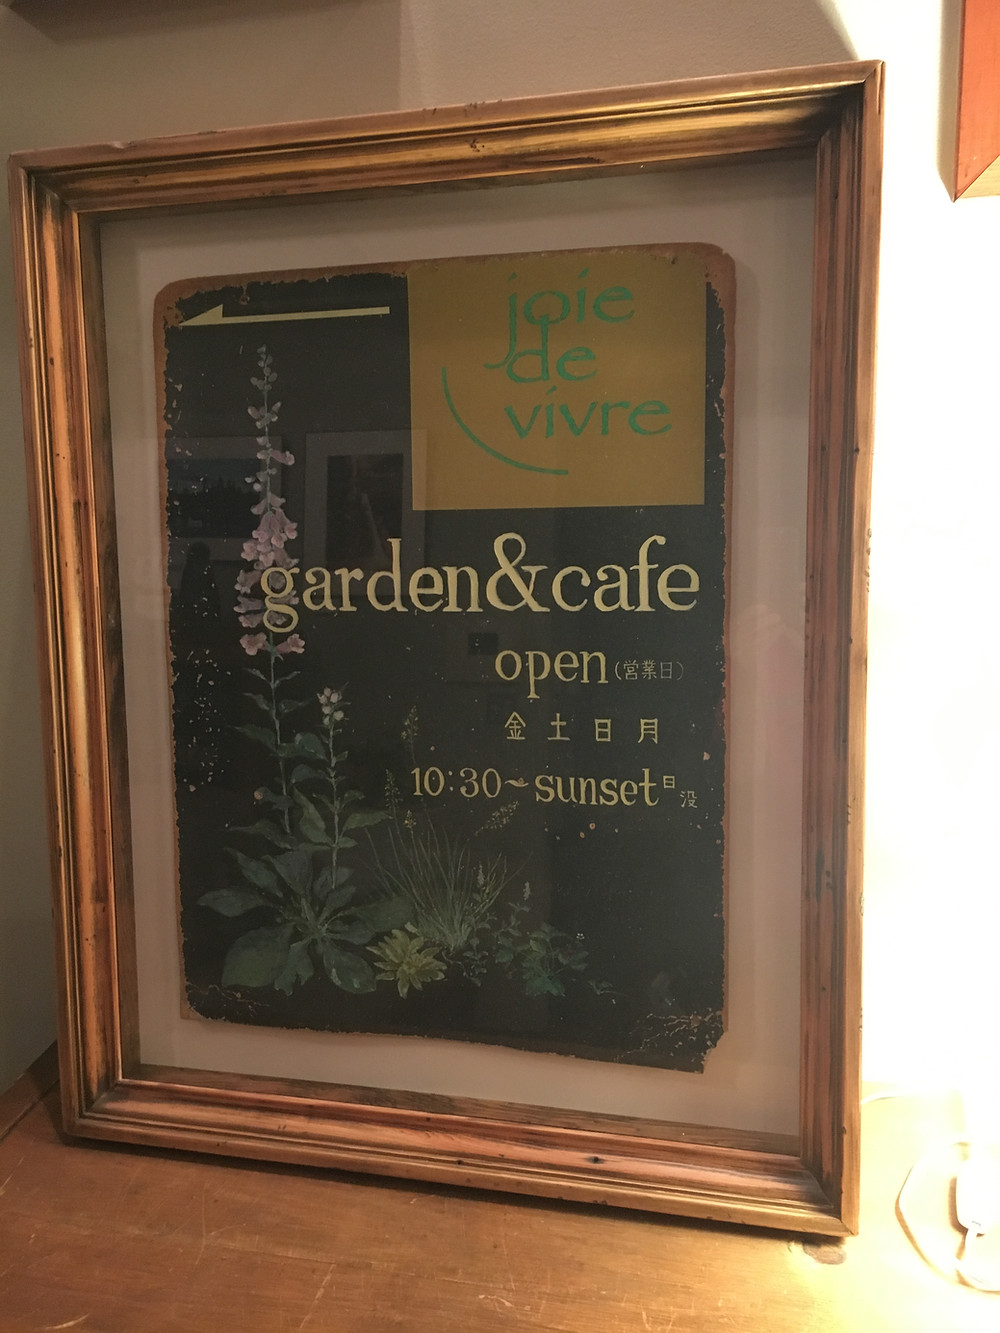 joie
de
vivre
garden&cafe
open(営業日)
金土日月
10:30~sunset日没